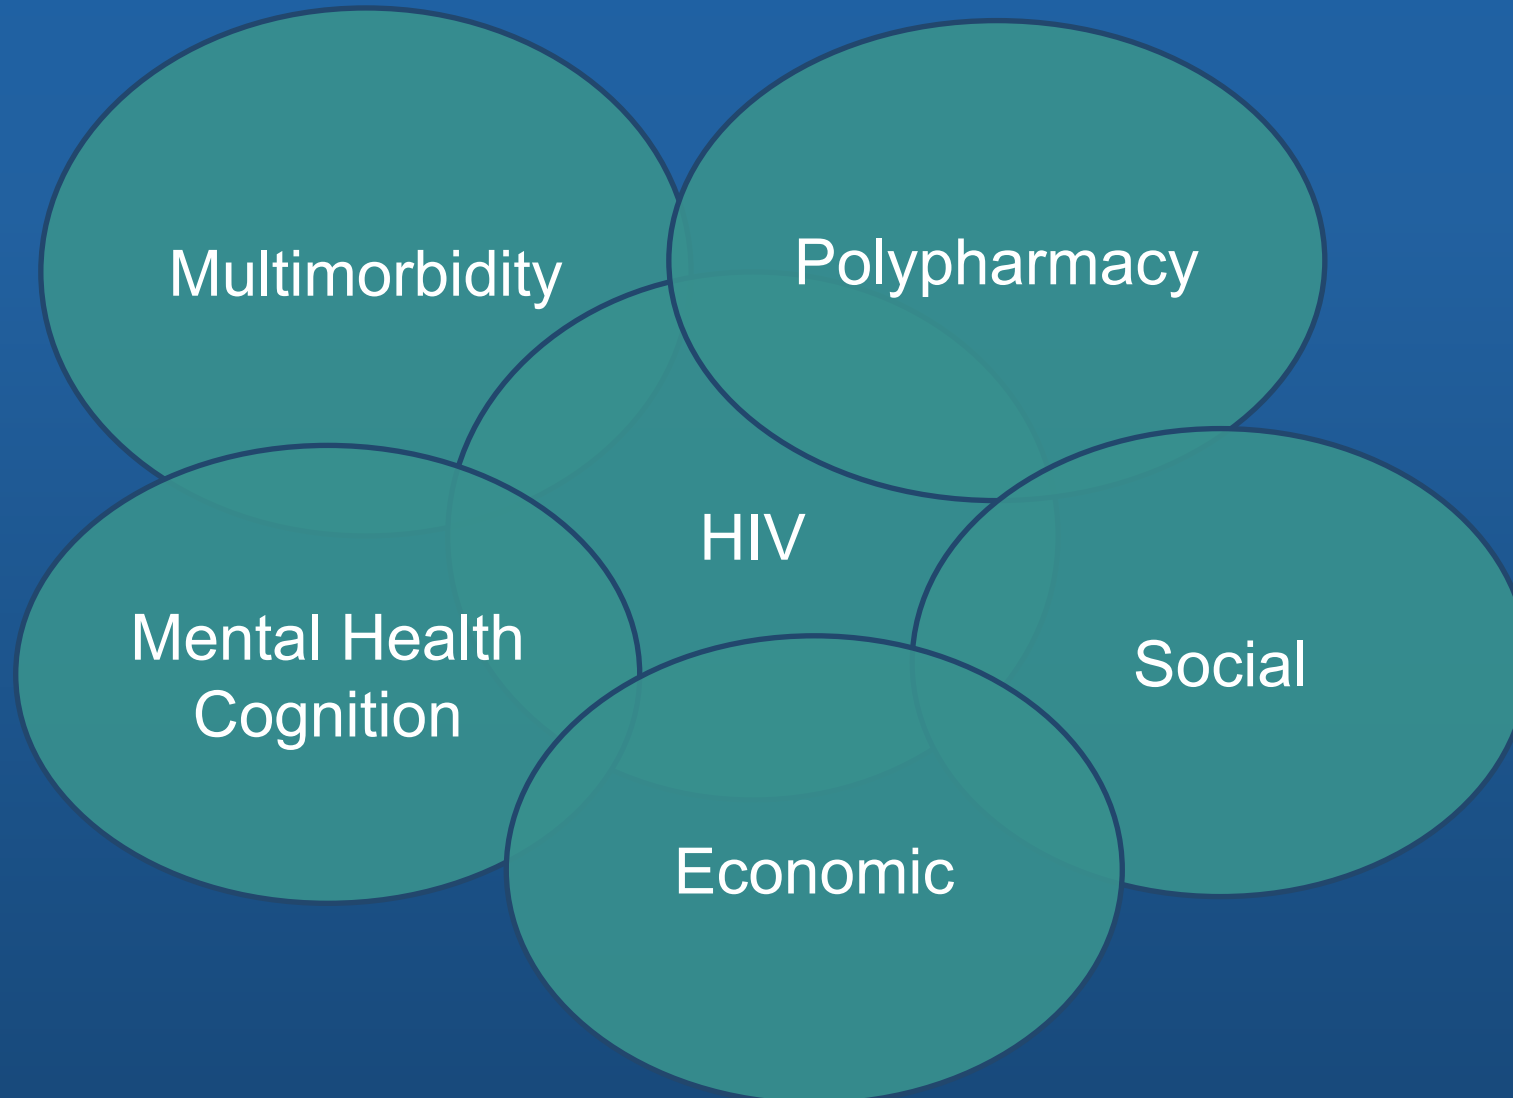 Multimorbidity
Polypharmacy
HIV
Mental Health
Cognition
Social
Economic